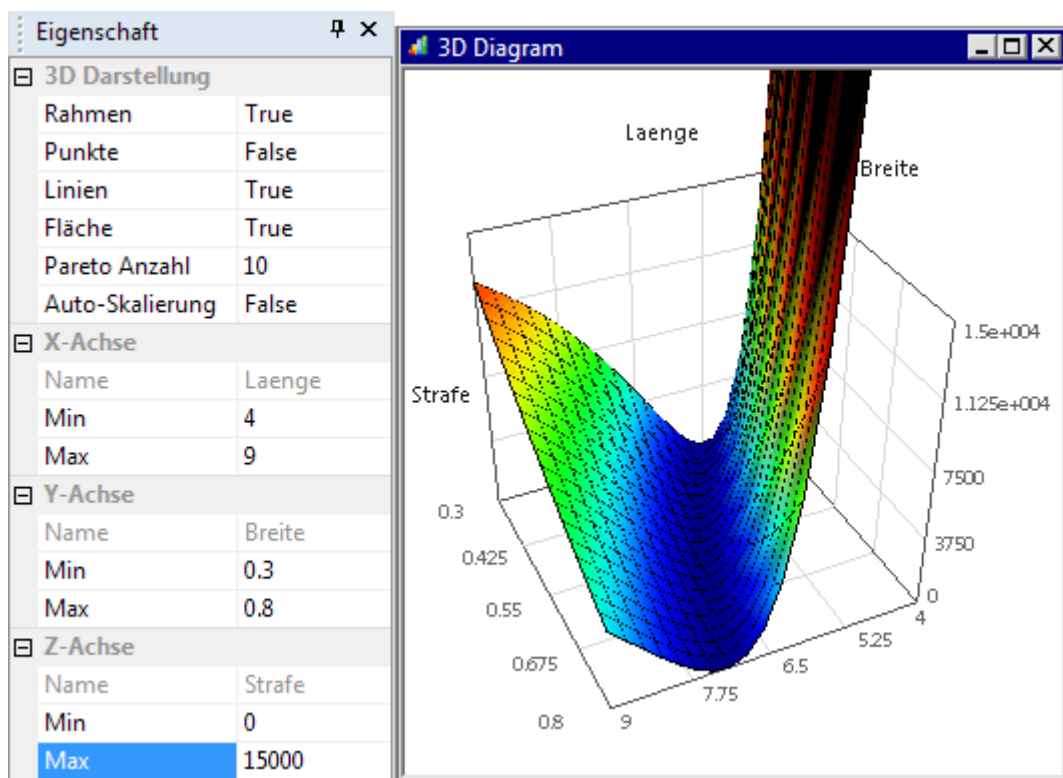 Eigenschaft
3D Darstellung
Rahmen True
Punkte False
Linien True
Fläche True
Pareto Anzahl 10
Auto-Skalierung False
X-Achse
Name Laenge
Min 4
Max 9
Y-Achse
Name Breite
Min 0.3
Max 0.8
Z-Achse
Name Strafe
Min 0
Max 15000
3D Diagram
Laenge
Breite
Strafe
1.5e+004
1.125e+004
7500
3750
0
0.3
0.425
0.55
0.675
0.8
9
7.75
6.5
5.25
4